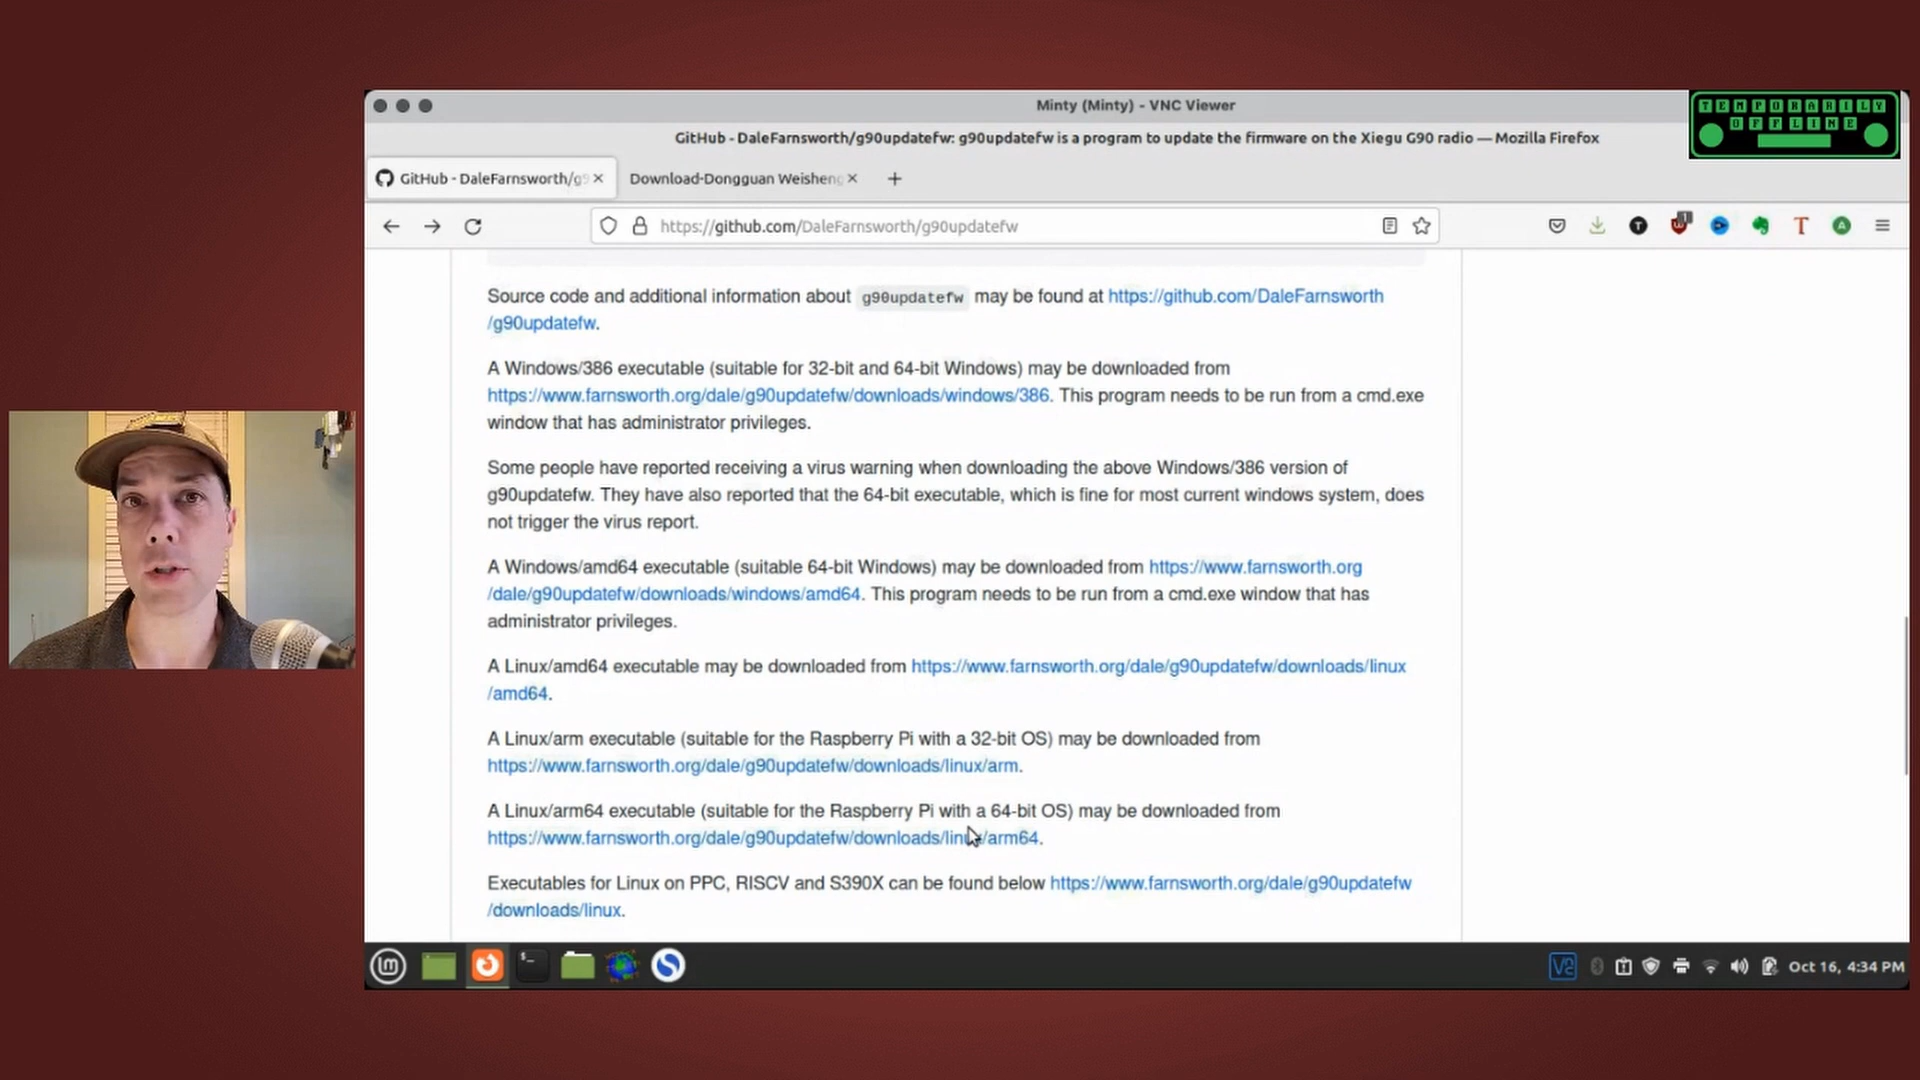 Minty (Minty) - VNC Viewer
TEMPORARILY
OFFLINE
GitHub - DaleFarnsworth/g90updatefw: g90updatefw is a program to update the firmware on the Xiegu G90 radio — Mozilla Firefox
GitHub - DaleFarnsworth/g9
Download-Dongguan Weisheng
https://github.com/DaleFarnsworth/g90updatefw
Source code and additional information about g90updatefw may be found at https://github.com/DaleFarnsworth
/g90updatefw.
A Windows/386 executable (suitable for 32-bit and 64-bit Windows) may be downloaded from
https://www.farnsworth.org/dale/g90updatefw/downloads/windows/386. This program needs to be run from a cmd.exe
window that has administrator privileges.
Some people have reported receiving a virus warning when downloading the above Windows/386 version of
g90updatefw. They have also reported that the 64-bit executable, which is fine for most current windows system, does
not trigger the virus report.
A Windows/amd64 executable (suitable 64-bit Windows) may be downloaded from https://www.farnsworth.org
/dale/g90updatefw/downloads/windows/amd64. This program needs to be run from a cmd.exe window that has
administrator privileges.
A Linux/amd64 executable may be downloaded from https://www.farnsworth.org/dale/g90updatefw/downloads/linux
/amd64.
A Linux/arm executable (suitable for the Raspberry Pi with a 32-bit OS) may be downloaded from
https://www.farnsworth.org/dale/g90updatefw/downloads/linux/arm.
A Linux/arm64 executable (suitable for the Raspberry Pi with a 64-bit OS) may be downloaded from
https://www.farnsworth.org/dale/g90updatefw/downloads/linux/arm64.
Executables for Linux on PPC, RISCV and S390X can be found below https://www.farnsworth.org/dale/g90updatefw
/downloads/linux.
Oct 16, 4:34 PM